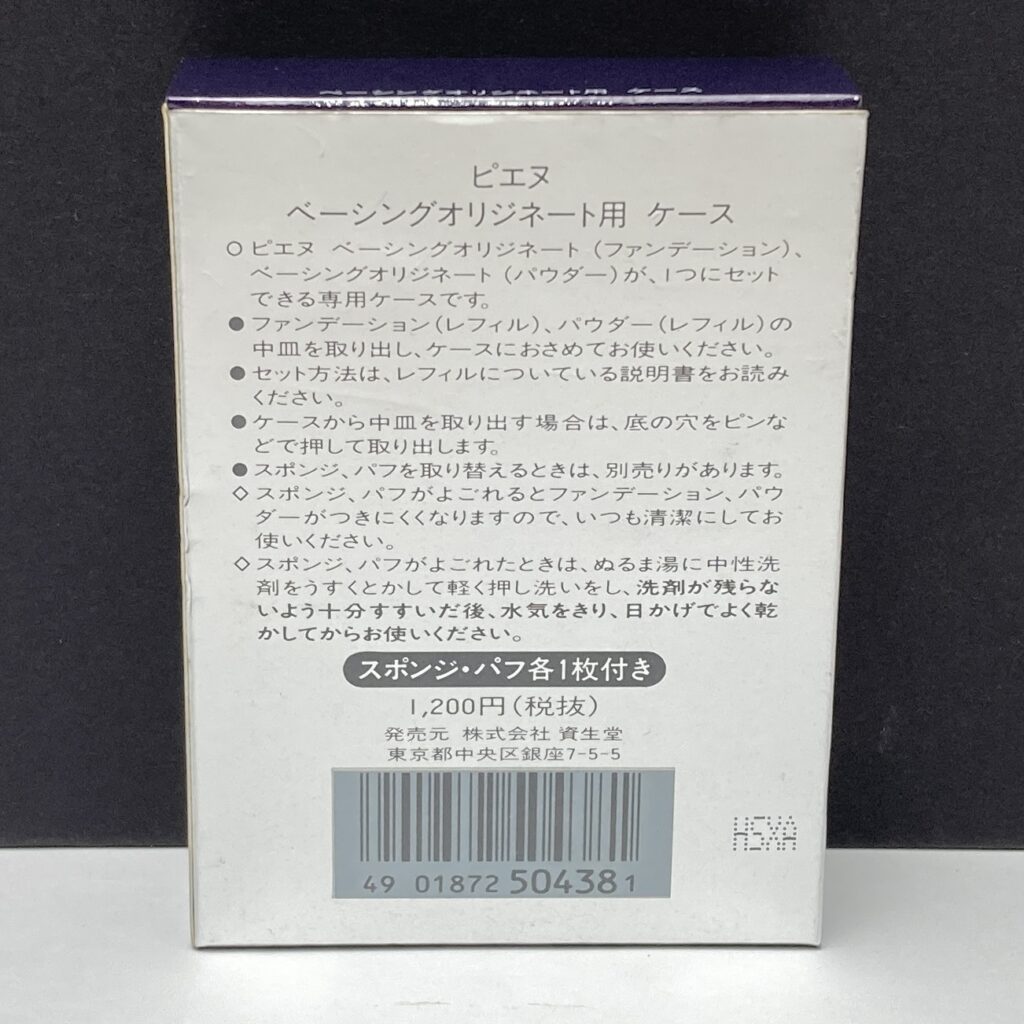 ベーシングオリジネート用 ケース
ピエヌ
ベーシングオリジネート用 ケース
○ピエヌ ベーシングオリジネート(ファンデーション)、
ベーシングオリジネート(パウダー)が、1つにセット
できる専用ケースです。
●ファンデーション(レフィル)、パウダー(レフィル)の
中皿を取り出し、ケースにおさめてお使いください。
●セット方法は、レフィルについている説明書をお読み
ください。
●ケースから中皿を取り出す場合は、底の穴をピンな
どで押して取り出します。
●スポンジ、パフを取り替えるときは、別売りがあります。
◇スポンジ、パフがよごれるとファンデーション、パウ
ダーがつきにくくなりますので、いつも清潔にしてお
使いください。
◇スポンジ、パフがよごれたときは、ぬるま湯に中性洗
剤をうすくとかして軽く押し洗いをし、洗剤が残らな
いよう十分すすいだ後、水気をきり、日かげでよく乾
かしてからお使いください。
スポンジ・パフ各1枚付き
1,200円(税抜)
発売元 株式会社 資生堂
東京都中央区銀座7-5-5
49 01872 504381
HSXA